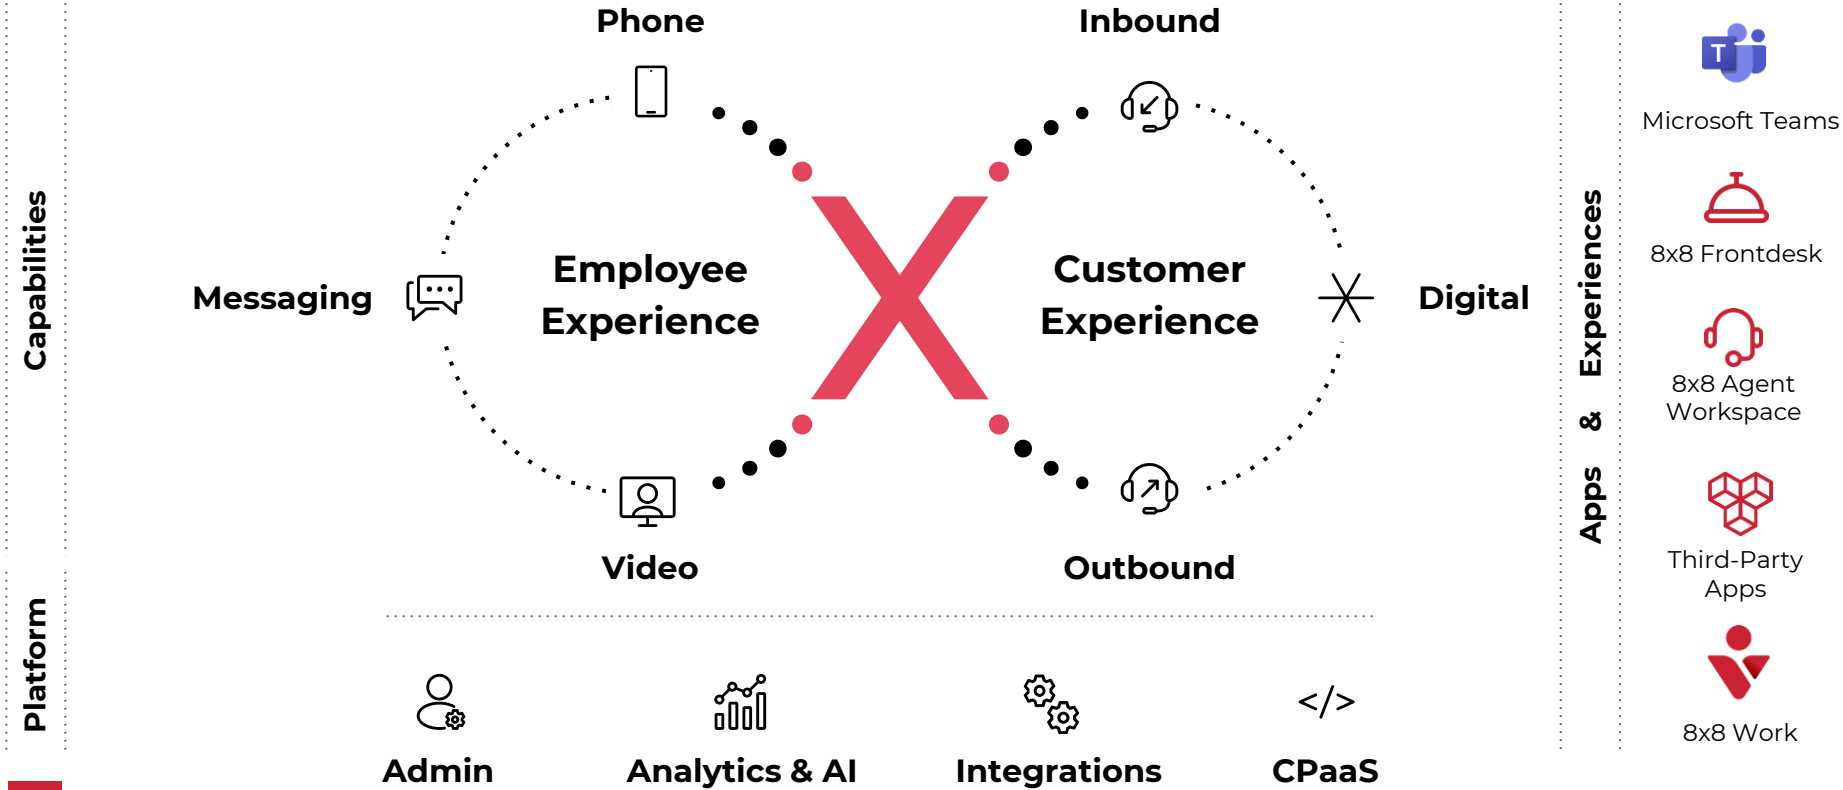 Capabilities
Platform
Phone
Messaging
Employee
Experience
Video
Inbound
Customer
Experience
Digital
Outbound
Admin
Analytics & AI
Integrations
</>
CPaaS
Apps & Experiences
T
Microsoft Teams
8x8 Frontdesk
8x8 Agent
Workspace
Third-Party
Apps
8x8 Work